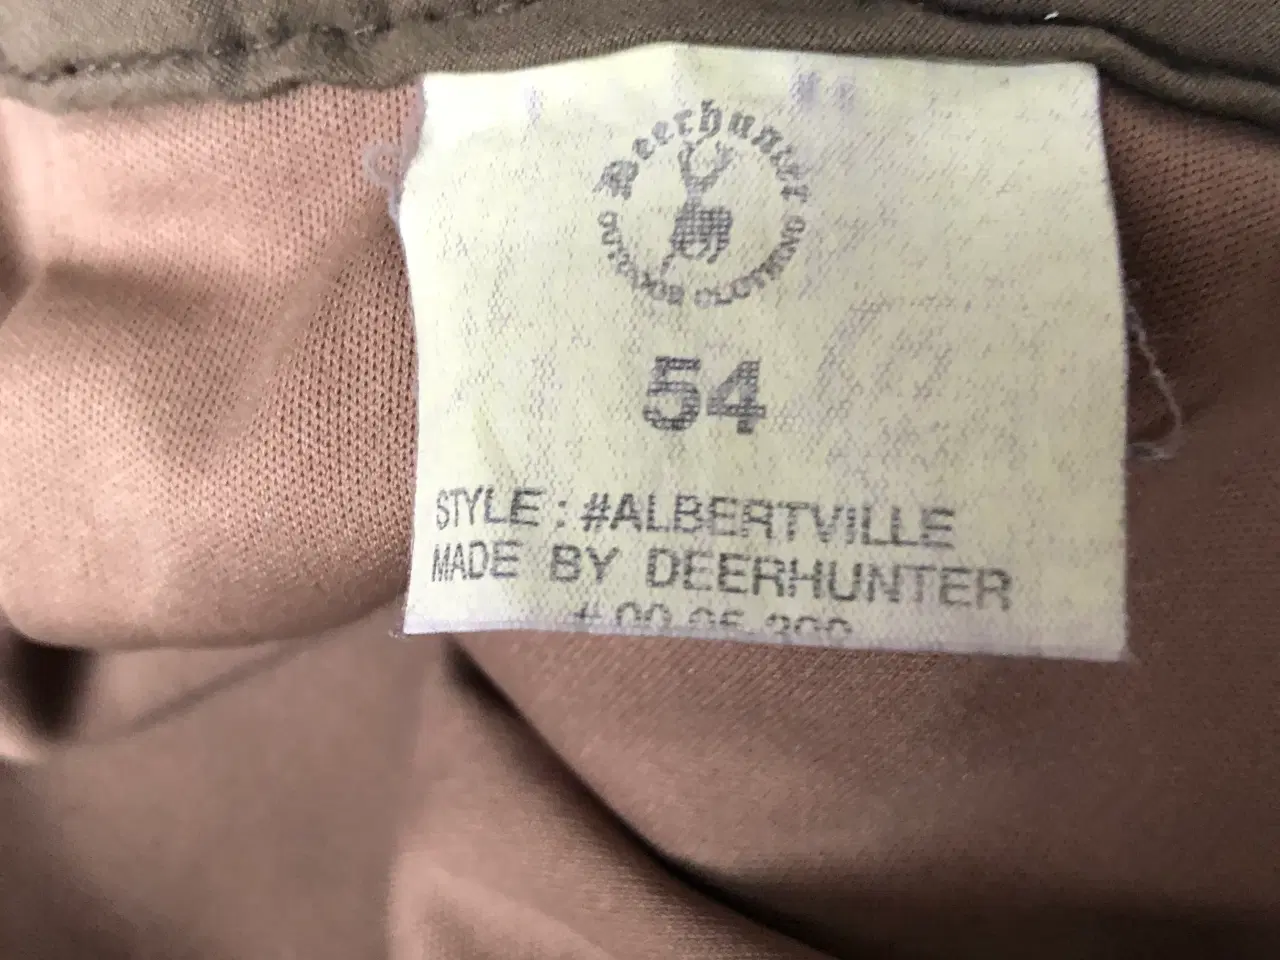 Deerhunter
OUTDOOR CLOTHING
54
STYLE : #ALBERTVILLE
MADE BY DEERHUNTER